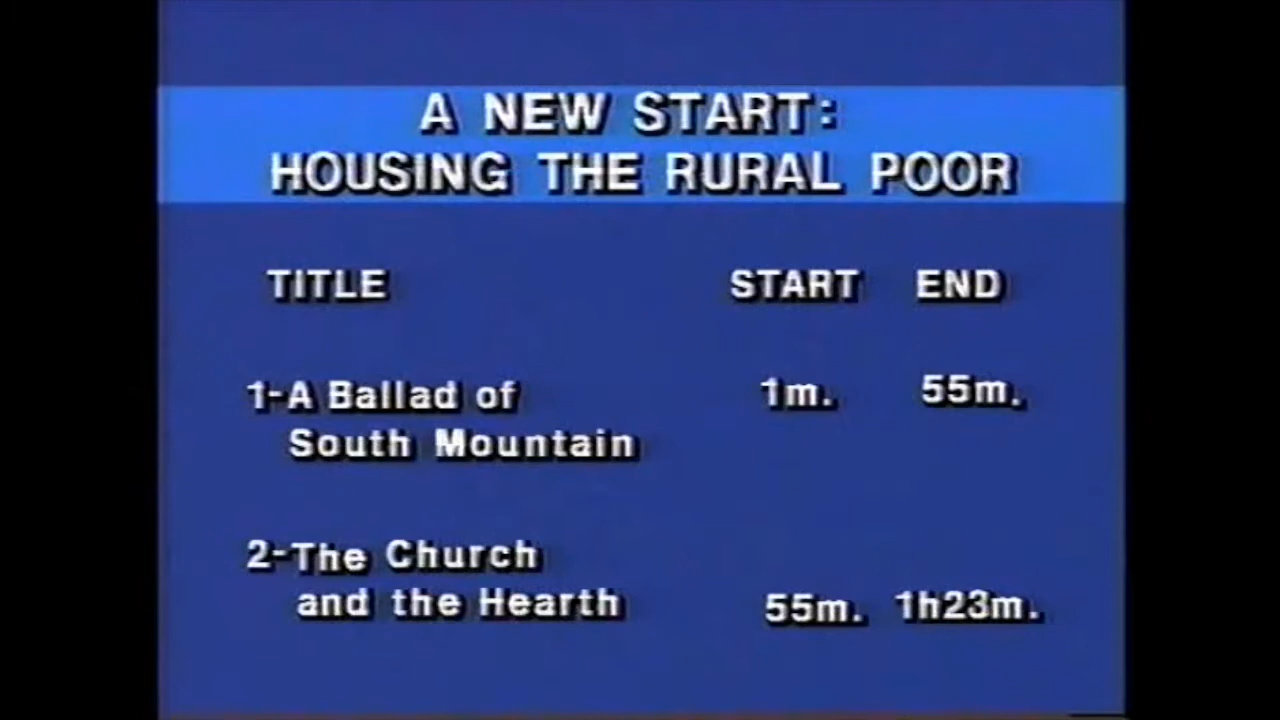 A NEW START:
HOUSING THE RURAL POOR
TITLE START END
1-A Ballad of 1m. 55m.
South Mountain
2-The Church
and the Hearth 55m. 1h23m.